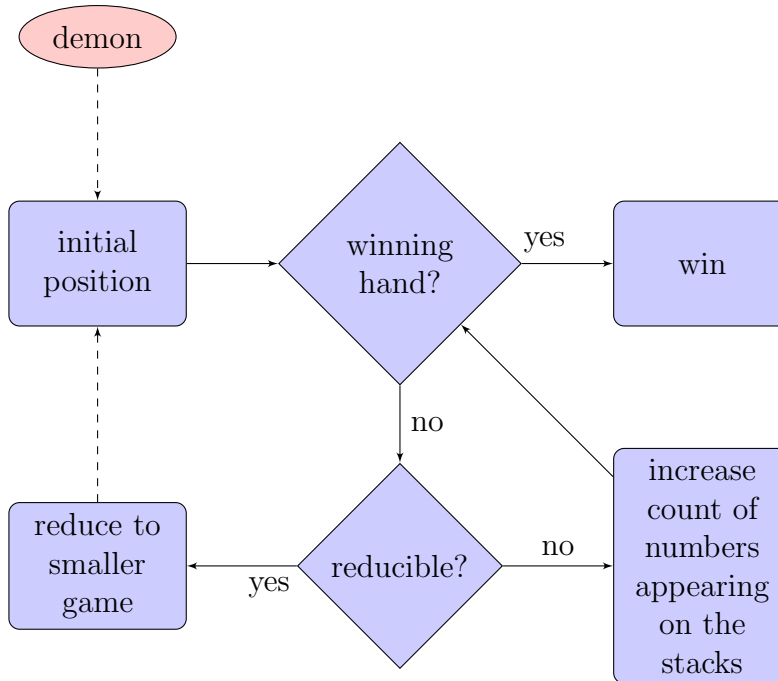 demon
initial
position
winning
hand?
yes
win
no
reduce to
smaller
game
yes
reducible?
no
increase
count of
numbers
appearing
on the
stacks